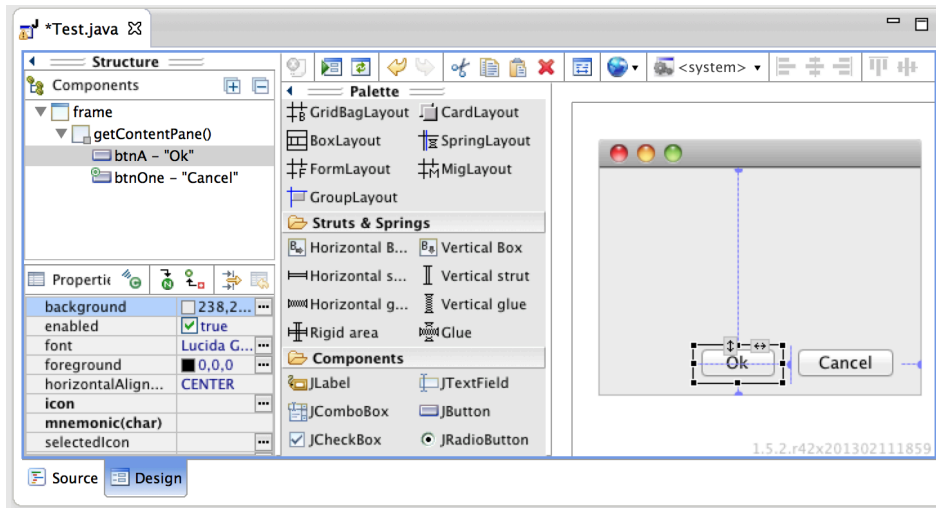 *Test.java
Structure
Components
frame
getContentPane()
btnA - "Ok"
btnOne - "Cancel"
<system>
Palette
GridBagLayout CardLayout
BoxLayout SpringLayout
FormLayout MigLayout
GroupLayout
Struts & Springs
Horizontal B... Vertical Box
Horizontal s... Vertical strut
Horizontal g... Vertical glue
Rigid area Glue
Components
JLabel JTextField
JComboBox JButton
JCheckBox JRadioButton
Propertie
background 238,2... ...
enabled true
font Lucida G... ...
foreground 0,0,0 ...
horizontalAlign... CENTER
icon ...
mnemonic(char)
selectedIcon ...
Ok Cancel
1.5.2.r42x201302111859
Source Design